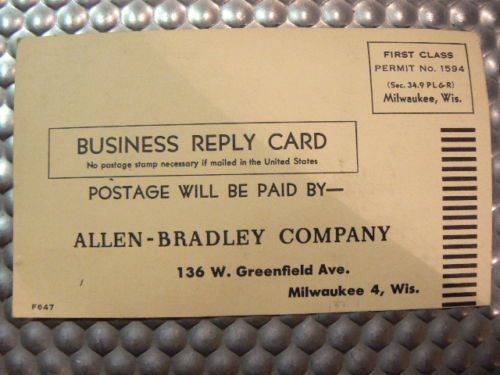 FIRST CLASS
PERMIT No. 1594
(Sec. 34.9 P L & R)
Milwaukee, Wis.
BUSINESS REPLY CARD
No postage stamp necessary if mailed in the United States
POSTAGE WILL BE PAID BY—
ALLEN-BRADLEY COMPANY
136 W. Greenfield Ave.
Milwaukee 4, Wis.
F647